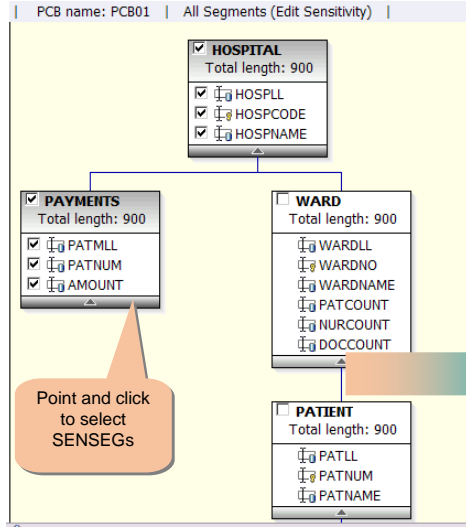 | PCB name: PCB01 | All Segments (Edit Sensitivity) |
HOSPITAL
Total length: 900
HOSPLL
HOSPCODE
HOSPNAME
PAYMENTS
Total length: 900
PATMLL
PATNUM
AMOUNT
WARD
Total length: 900
WARDLL
WARDNO
WARDNAME
PATCOUNT
NURCOUNT
DOCCOUNT
Point and click
to select
SENSEGs
PATIENT
Total length: 900
PATLL
PATNUM
PATNAME